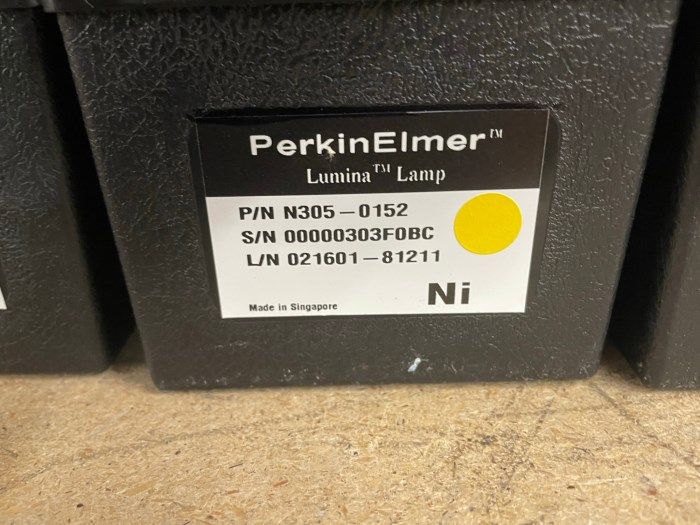 PerkinElmer™
Lumina™ Lamp
P/N N305-0152
S/N 00000303F0BC
L/N 021601-81211
Ni
Made in Singapore